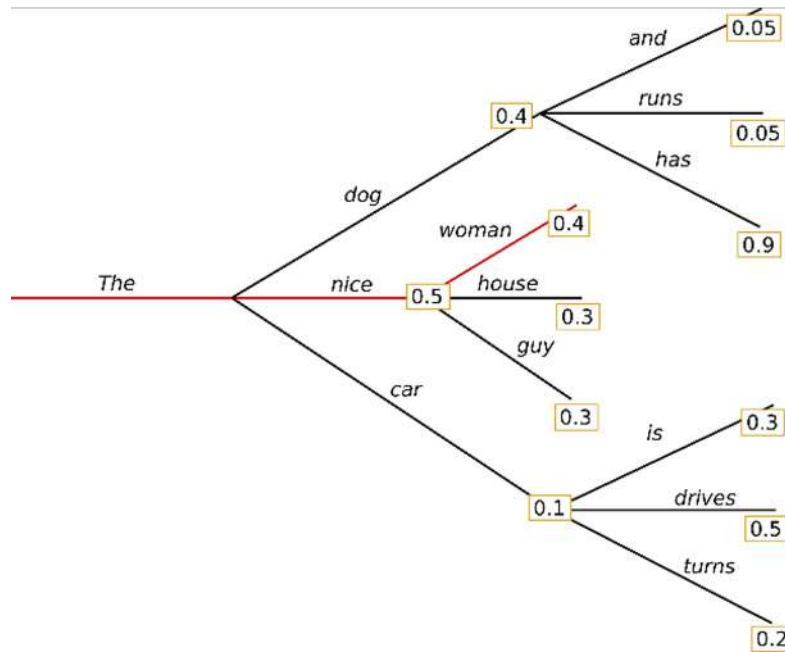 and
0.05
0.4
runs
0.05
has
dog
woman
0.4
0.9
The
nice
0.5
house
0.3
guy
car
0.3
is
0.3
0.1
drives
0.5
turns
0.2